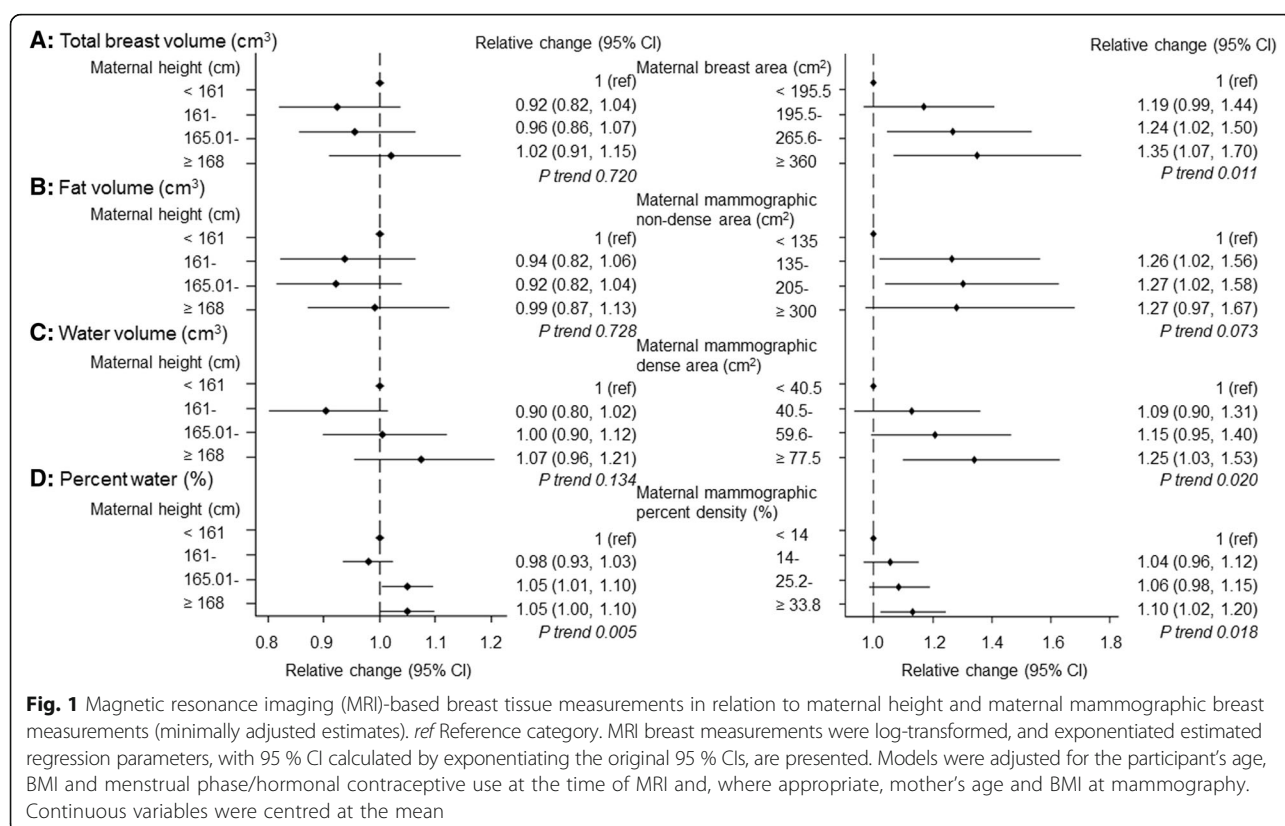 A: Total breast volume (cm³)
Relative change (95% CI)
Relative change (95% CI)
Maternal height (cm)
Maternal breast area (cm²)
< 161
1 (ref)
< 195.5
1 (ref)
161-
0.92 (0.82, 1.04)
195.5-
1.19 (0.99, 1.44)
165.01-
0.96 (0.86, 1.07)
265.6-
1.24 (1.02, 1.50)
≥ 168
1.02 (0.91, 1.15)
≥ 360
1.35 (1.07, 1.70)
P trend 0.720
P trend 0.011
B: Fat volume (cm³)
Maternal height (cm)
Maternal mammographic
non-dense area (cm²)
< 161
1 (ref)
< 135
1 (ref)
161-
0.94 (0.82, 1.06)
135-
1.26 (1.02, 1.56)
165.01-
0.92 (0.82, 1.04)
205-
1.27 (1.02, 1.58)
≥ 168
0.99 (0.87, 1.13)
≥ 300
1.27 (0.97, 1.67)
P trend 0.728
P trend 0.073
C: Water volume (cm³)
Maternal height (cm)
Maternal mammographic
dense area (cm²)
< 161
1 (ref)
< 40.5
1 (ref)
161-
0.90 (0.80, 1.02)
40.5-
1.09 (0.90, 1.31)
165.01-
1.00 (0.90, 1.12)
59.6-
1.15 (0.95, 1.40)
≥ 168
1.07 (0.96, 1.21)
≥ 77.5
1.25 (1.03, 1.53)
P trend 0.134
P trend 0.020
D: Percent water (%)
Maternal height (cm)
Maternal mammographic
percent density (%)
< 161
1 (ref)
< 14
1 (ref)
161-
0.98 (0.93, 1.03)
14-
1.04 (0.96, 1.12)
165.01-
1.05 (1.01, 1.10)
25.2-
1.06 (0.98, 1.15)
≥ 168
1.05 (1.00, 1.10)
≥ 33.8
1.10 (1.02, 1.20)
P trend 0.005
P trend 0.018
0.8 0.9 1.0 1.1 1.2
1.0 1.2 1.4 1.6 1.8
Relative change (95% CI)
Relative change (95% CI)
Fig. 1 Magnetic resonance imaging (MRI)-based breast tissue measurements in relation to maternal height and maternal mammographic breast
measurements (minimally adjusted estimates). ref Reference category. MRI breast measurements were log-transformed, and exponentiated estimated
regression parameters, with 95 % CI calculated by exponentiating the original 95 % CIs, are presented. Models were adjusted for the participant's age,
BMI and menstrual phase/hormonal contraceptive use at the time of MRI and, where appropriate, mother's age and BMI at mammography.
Continuous variables were centred at the mean